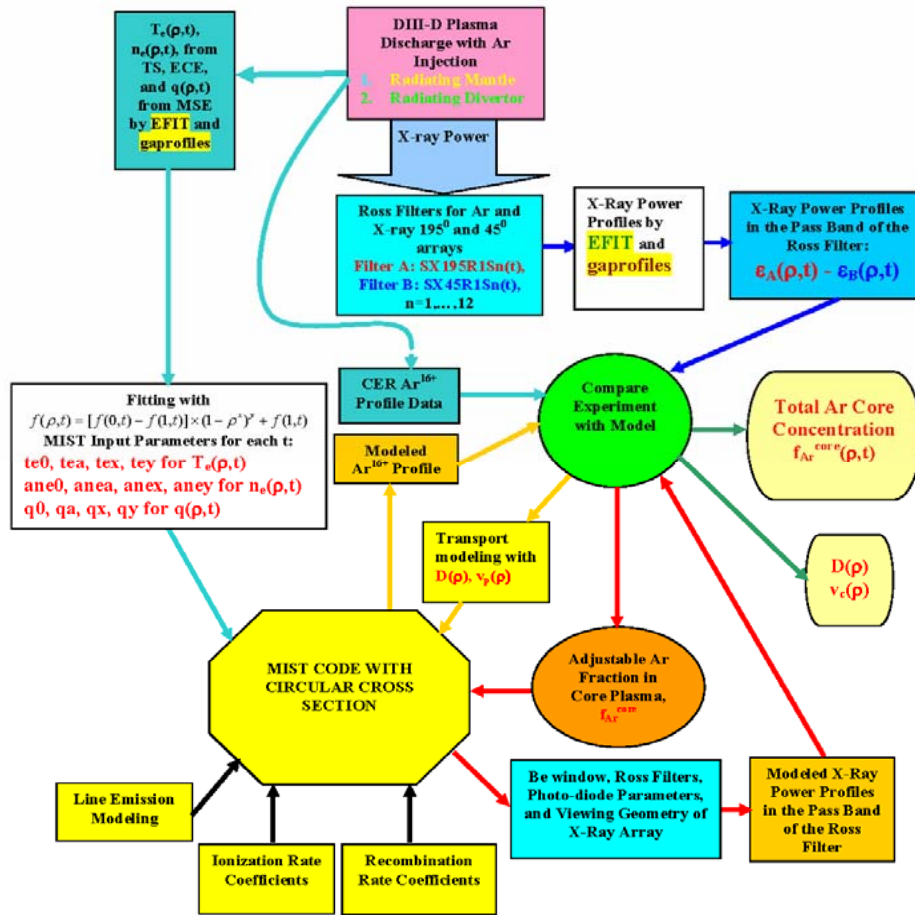 T_e(ρ,t),
n_e(ρ,t), from
TS, ECE,
and q(ρ,t)
from MSE
by EFIT and
gaprofiles
DIII-D Plasma
Discharge with Ar
Injection
1. Radiating Mantle
2. Radiating Divertor
X-ray Power
Ross Filters for Ar and
X-ray 195⁰ and 45⁰
arrays
Filter A: SX195R1Sn(t),
Filter B: SX45R1Sn(t),
n=1,…,12
X-Ray Power
Profiles by
EFIT and
gaprofiles
X-Ray Power Profiles
in the Pass Band of the
Ross Filter:
ε_A(ρ,t) - ε_B(ρ,t)
Fitting with
f(ρ,t) = [f(0,t) − f(1,t)] × (1 − ρ^x)^y + f(1,t)
MIST Input Parameters for each t:
te0, tea, tex, tey for T_e(ρ,t)
ane0, anea, anex, aney for n_e(ρ,t)
q0, qa, qx, qy for q(ρ,t)
CER Ar¹⁶⁺
Profile Data
Modeled
Ar¹⁶⁺ Profile
Compare
Experiment
with Model
Total Ar Core
Concentration
f_Ar^core(ρ,t)
Transport
modeling with
D(ρ), v_p(ρ)
D(ρ)
v_c(ρ)
MIST CODE WITH
CIRCULAR CROSS
SECTION
Adjustable Ar
Fraction in
Core Plasma,
f_Ar^core
Line Emission
Modeling
Ionization Rate
Coefficients
Recombination
Rate Coefficients
Be window, Ross Filters,
Photo-diode Parameters,
and Viewing Geometry of
X-Ray Array
Modeled X-Ray
Power Profiles
in the Pass Band
of the Ross
Filter